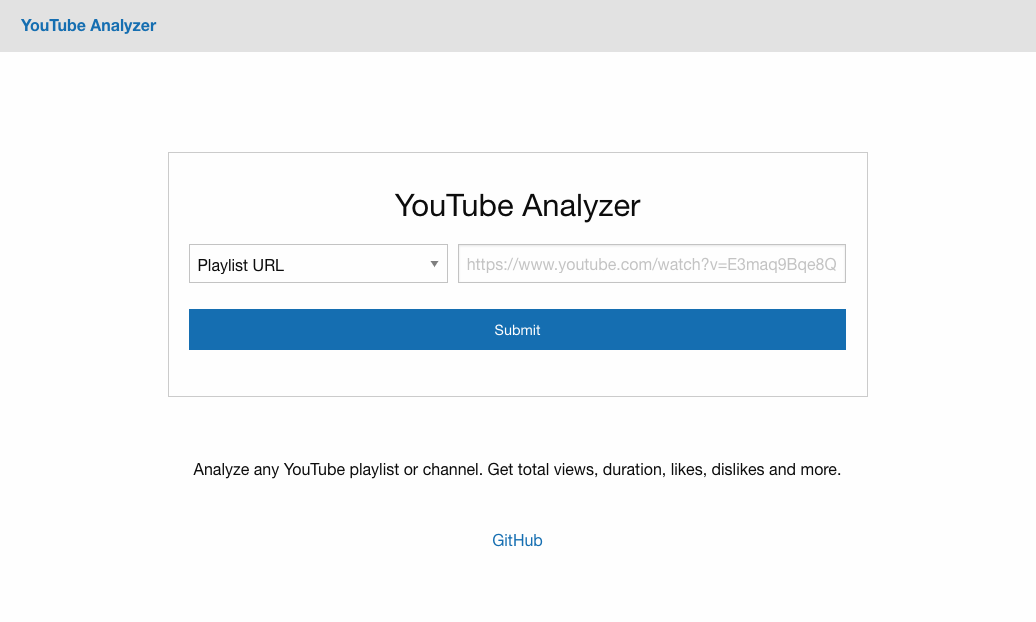 YouTube Analyzer
YouTube Analyzer
Playlist URL
https://www.youtube.com/watch?v=E3maq9Bqe8Q
Submit
Analyze any YouTube playlist or channel. Get total views, duration, likes, dislikes and more.
GitHub